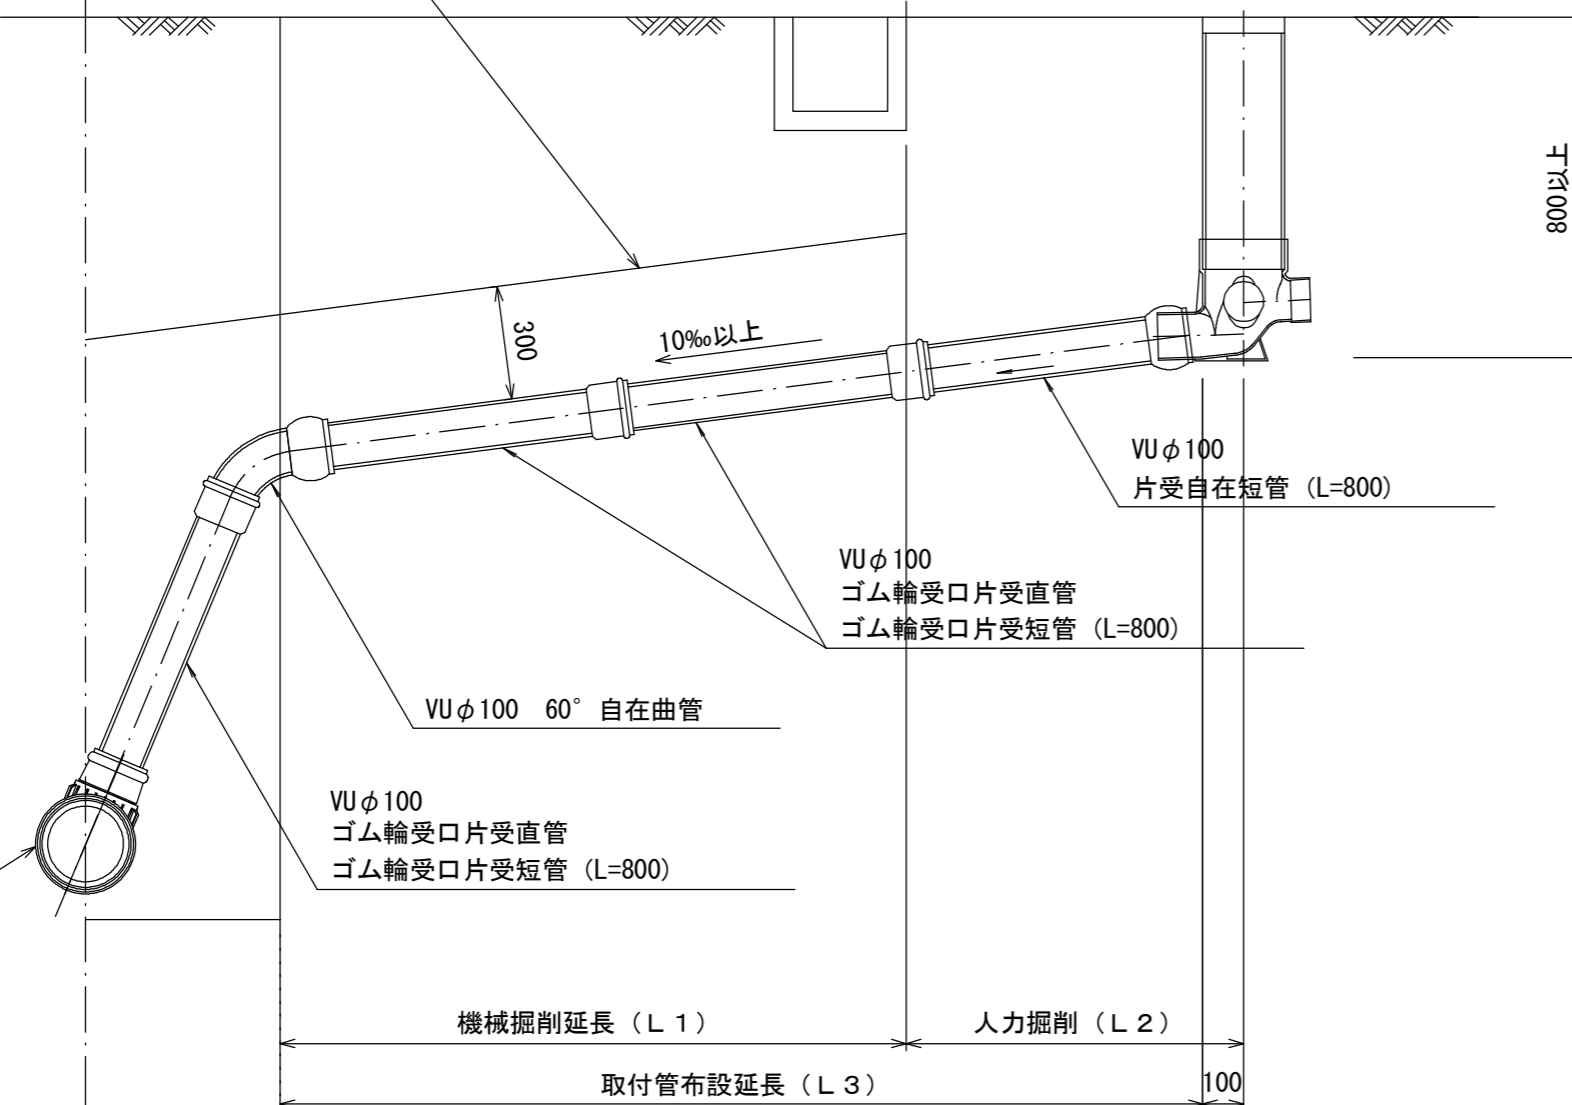 800以上
300
10‰以上
VUφ100
片受自在短管（L=800）
VUφ100
ゴム輪受口片受直管
ゴム輪受口片受短管（L=800）
VUφ100　60°自在曲管
VUφ100
ゴム輪受口片受直管
ゴム輪受口片受短管（L=800）
機械掘削延長（Ｌ１）
人力掘削（Ｌ２）
取付管布設延長（Ｌ３）
100